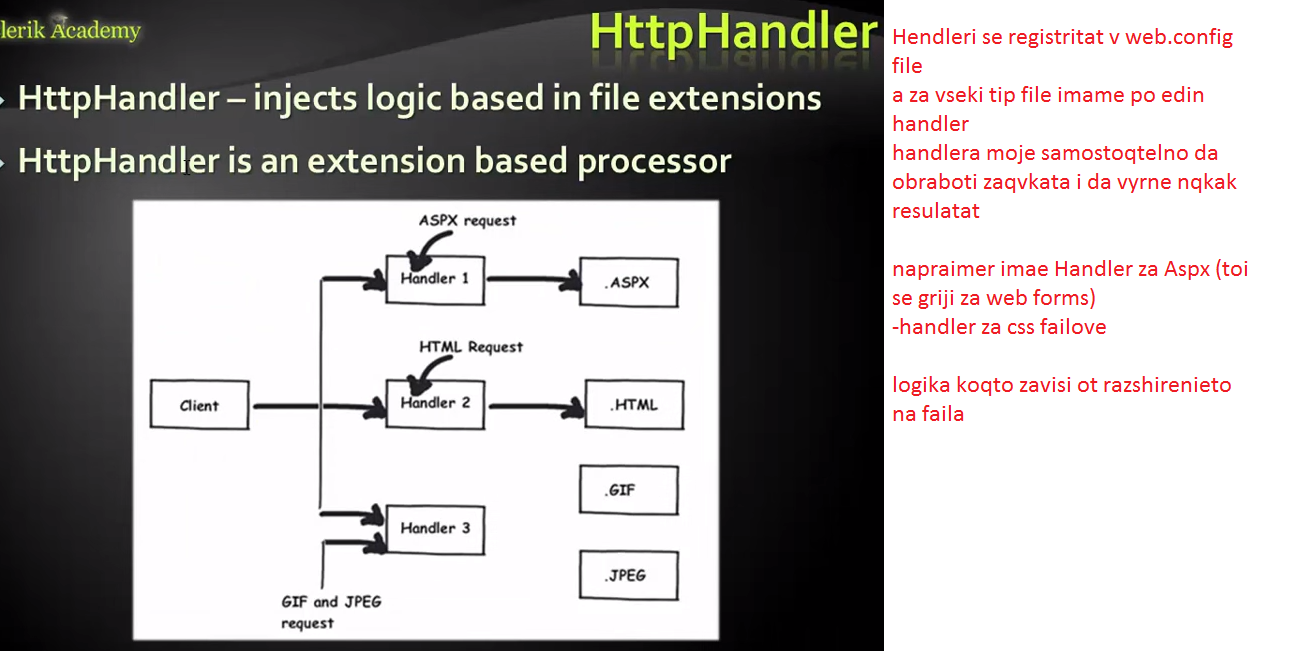 lerik Academy
HttpHandler
HttpHandler – injects logic based in file extensions
HttpHandler is an extension based processor
ASPX request
Handler 1
.ASPX
HTML Request
Client
Handler 2
.HTML
.GIF
Handler 3
.JPEG
GIF and JPEG
request
Hendleri se registritat v web.config
file
a za vseki tip file imame po edin
handler
handlera moje samostoqtelno da
obraboti zaqvkata i da vyrne nqkak
resulatat
napraimer imae Handler za Aspx (toi
se griji za web forms)
-handler za css failove
logika koqto zavisi ot razshirenieto
na faila